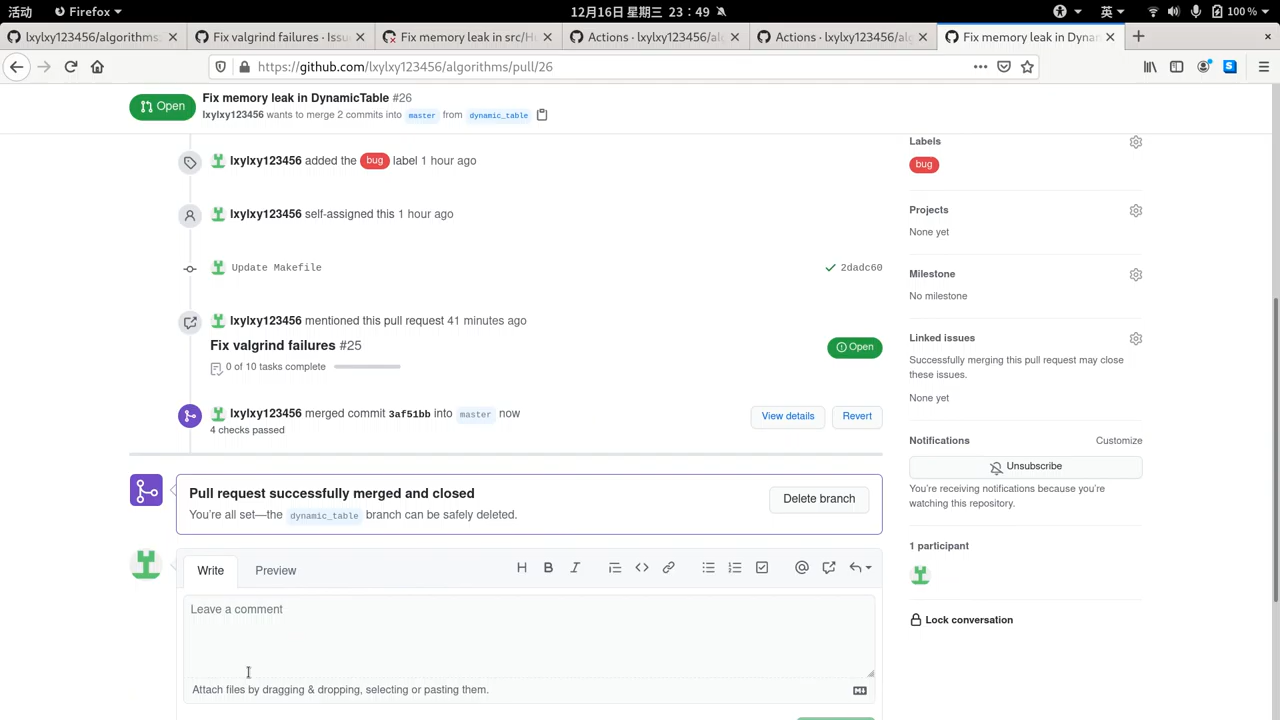 活动
Firefox
12月16日 星期三 23：49
英
100 %
lxylxy123456/algorithms:
Fix valgrind failures · Issu
Fix memory leak in src/Hu
Actions · lxylxy123456/alg
Actions · lxylxy123456/alg
Fix memory leak in Dynam
https://github.com/lxylxy123456/algorithms/pull/26
Open
Fix memory leak in DynamicTable #26
lxylxy123456 wants to merge 2 commits into master from dynamic_table
lxylxy123456 added the bug label 1 hour ago
lxylxy123456 self-assigned this 1 hour ago
Update Makefile
2dadc60
lxylxy123456 mentioned this pull request 41 minutes ago
Fix valgrind failures #25
Open
0 of 10 tasks complete
lxylxy123456 merged commit 3af51bb into master now
View details
Revert
4 checks passed
Pull request successfully merged and closed
You're all set—the dynamic_table branch can be safely deleted.
Delete branch
Write
Preview
Leave a comment
Attach files by dragging & dropping, selecting or pasting them.
Labels
bug
Projects
None yet
Milestone
No milestone
Linked issues
Successfully merging this pull request may close
these issues.
None yet
Notifications
Customize
Unsubscribe
You're receiving notifications because you're
watching this repository.
1 participant
Lock conversation